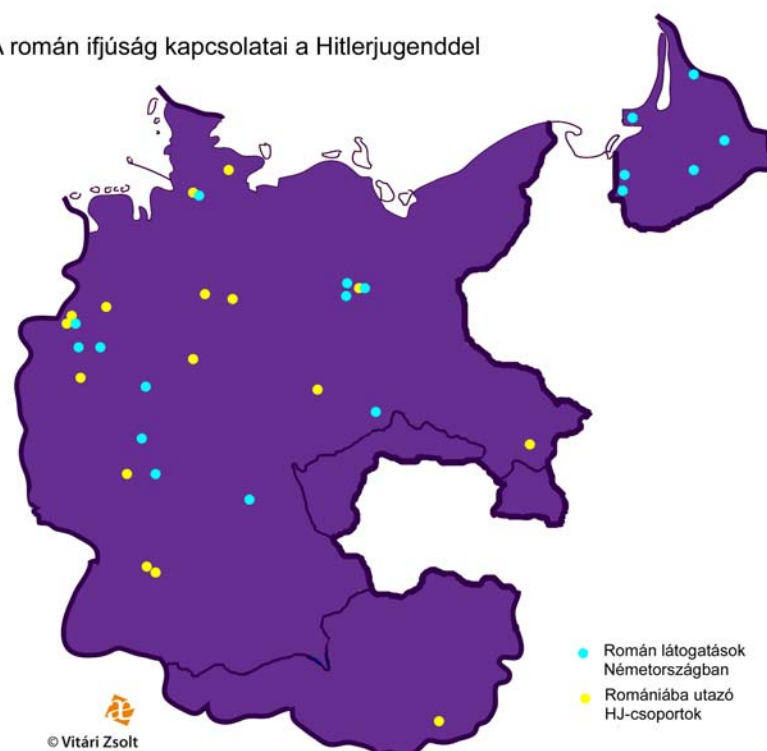 A román ifjúság kapcsolatai a Hitlerjugenddel
Román látogatások
Németországban
Romániába utazó
HJ-csoportok
æ
© Vitári Zsolt